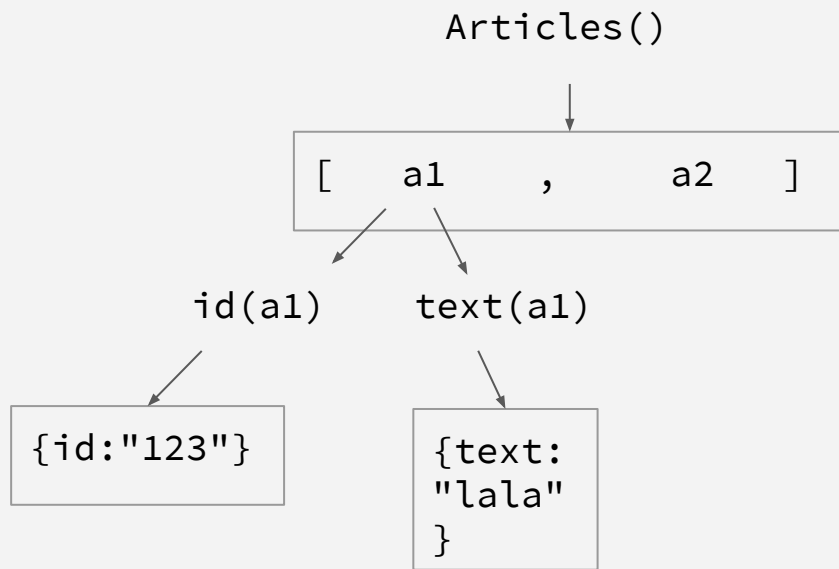 Articles()
[ a1 , a2 ]
id(a1) text(a1)
{id:"123"}
{text:
"lala"
}